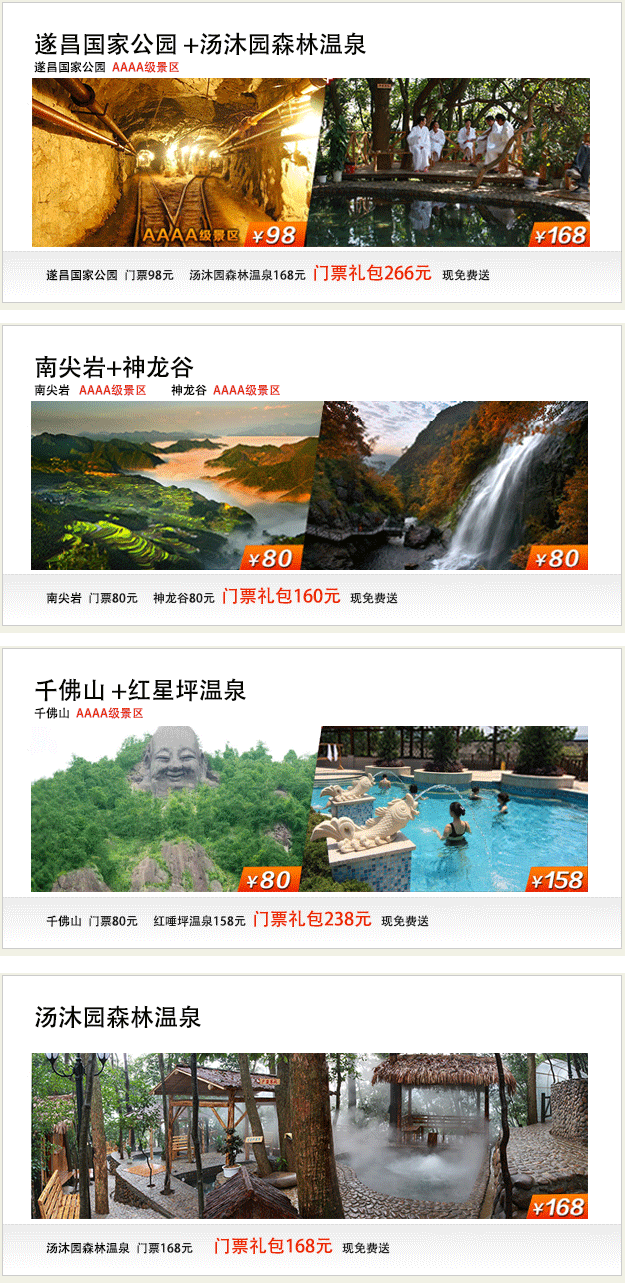 遂昌国家公园 +汤沐园森林温泉
遂昌国家公园 AAAA级景区
AAAA级景区 ¥98 ¥168
遂昌国家公园 门票98元 汤沐园森林温泉168元 门票礼包266元 现免费送
南尖岩+神龙谷
南尖岩 AAAA级景区 神龙谷 AAAA级景区
¥80 ¥80
南尖岩 门票80元 神龙谷80元 门票礼包160元 现免费送
千佛山 +红星坪温泉
千佛山 AAAA级景区
¥80 ¥158
千佛山 门票80元 红唾坪温泉158元 门票礼包238元 现免费送
汤沐园森林温泉
¥168
汤沐园森林温泉 门票168元 门票礼包168元 现免费送